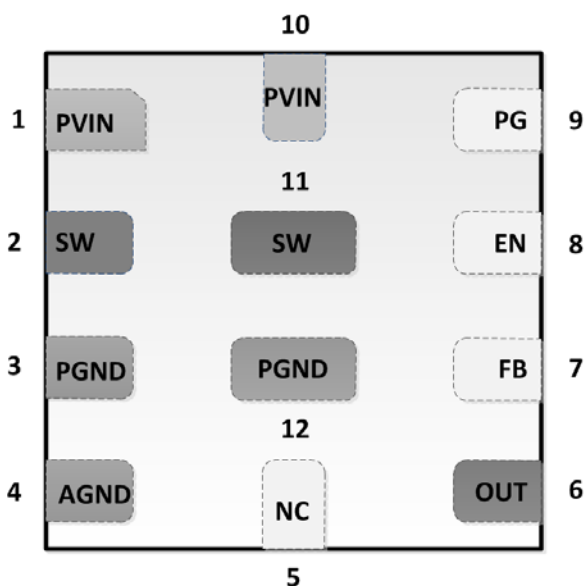 10
1 PVIN PVIN PG 9
11
2 SW SW EN 8
3 PGND PGND FB 7
12
4 AGND NC OUT 6
5